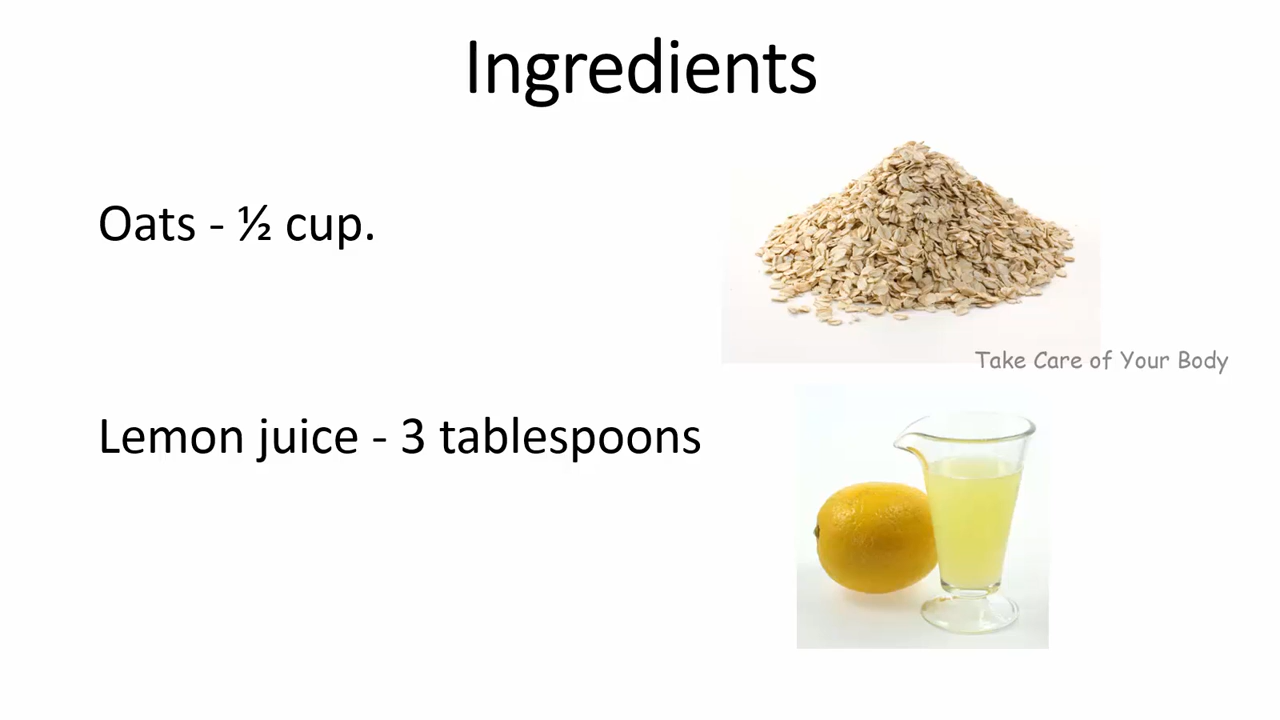 Ingredients
Oats - ½ cup.
Take Care of Your Body
Lemon juice - 3 tablespoons